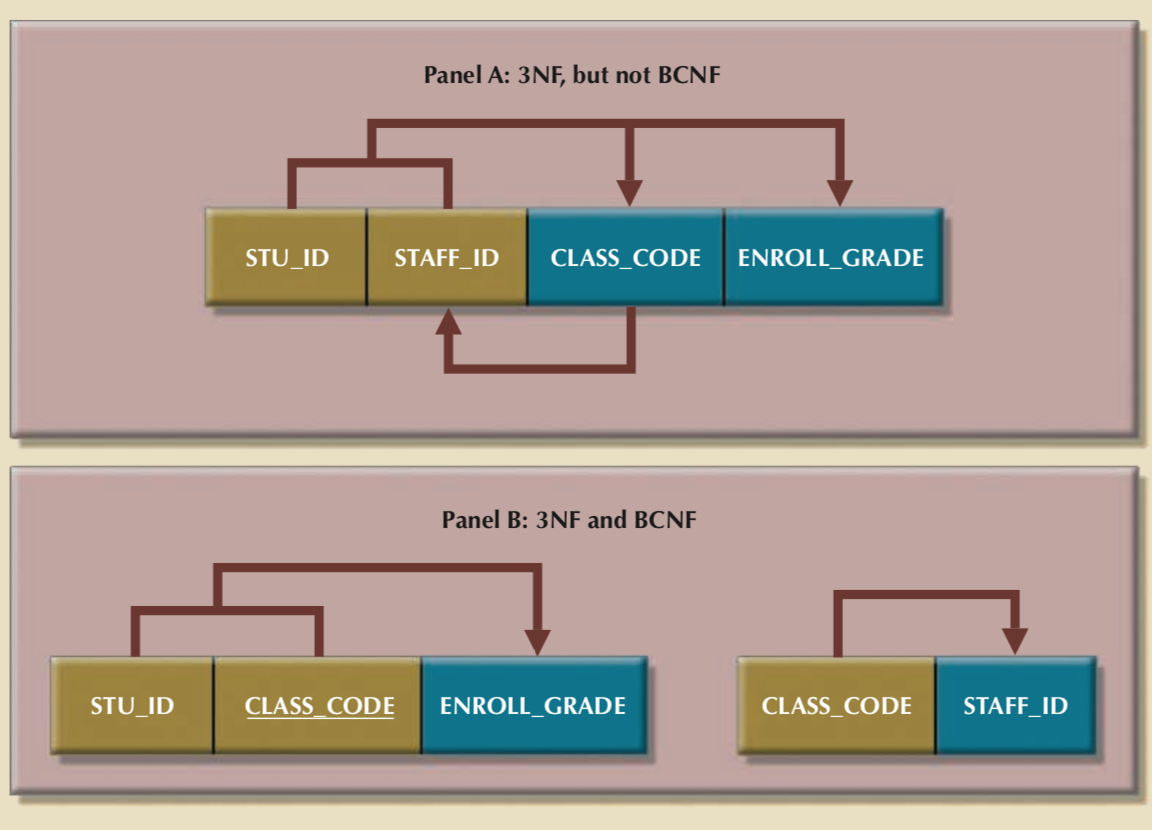 Panel A: 3NF, but not BCNF
STU_ID STAFF_ID CLASS_CODE ENROLL_GRADE
Panel B: 3NF and BCNF
STU_ID CLASS_CODE ENROLL_GRADE CLASS_CODE STAFF_ID